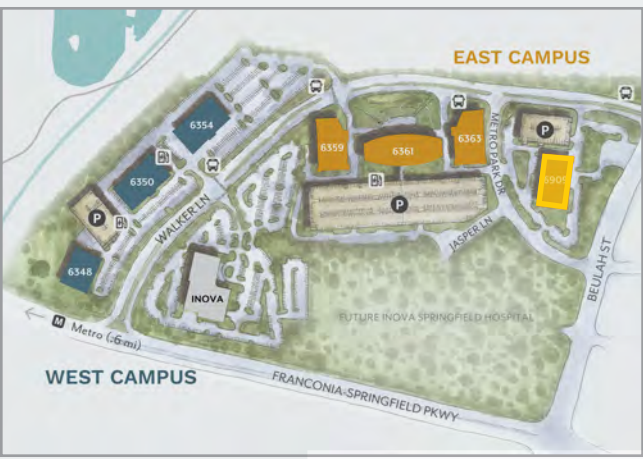 EAST CAMPUS
6354
P
6359
6361
6363
METRO PARK DR
6350
6905
P
WALKER LN
P
JASPER LN
6348
BEULAH ST
INOVA
FUTURE INOVA SPRINGFIELD HOSPITAL
M Metro (.6 mi)
WEST CAMPUS
FRANCONIA-SPRINGFIELD PKWY